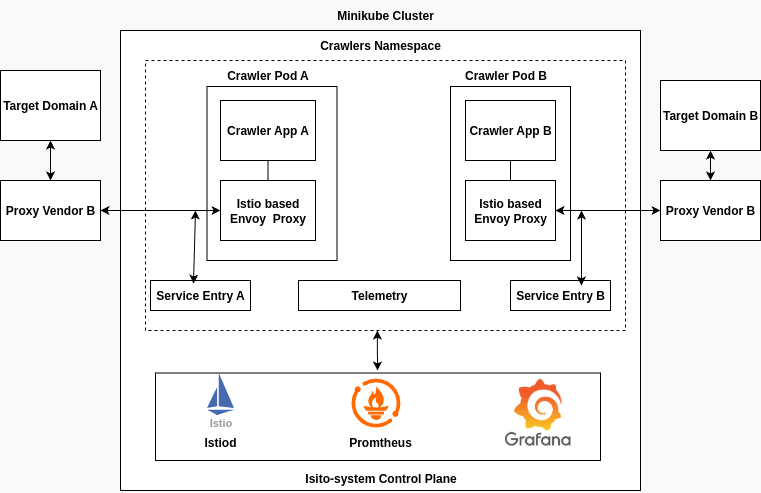 Minikube Cluster
Crawlers Namespace
Crawler Pod A
Crawler Pod B
Target Domain A
Crawler App A
Crawler App B
Target Domain B
Proxy Vendor B
Istio based
Envoy Proxy
Istio based
Envoy Proxy
Proxy Vendor B
Service Entry A
Telemetry
Service Entry B
Istio
Istiod
Promtheus
Grafana
Isito-system Control Plane